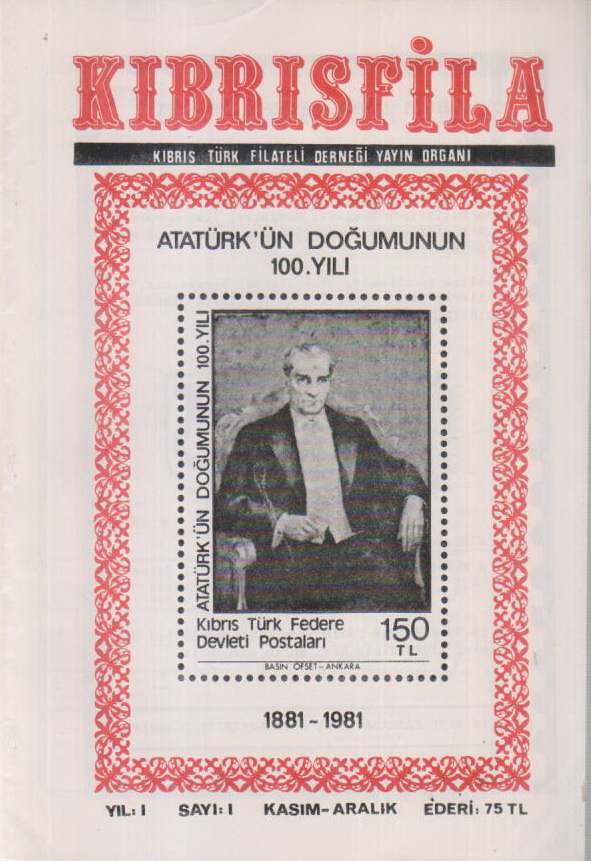 KIBRISFİLA
KIBRIS TÜRK FİLATELİ DERNEĞİ YAYIN ORGANI
ATATÜRK'ÜN DOĞUMUNUN
100.YILI
ATATÜRK'ÜN DOĞUMUNUN 100.YILI
Kıbrıs Türk Federe
Devleti Postaları
150
TL
BASIN OFSET-ANKARA
1881-1981
YIL: I SAYI: I KASIM-ARALIK EDERİ: 75 TL